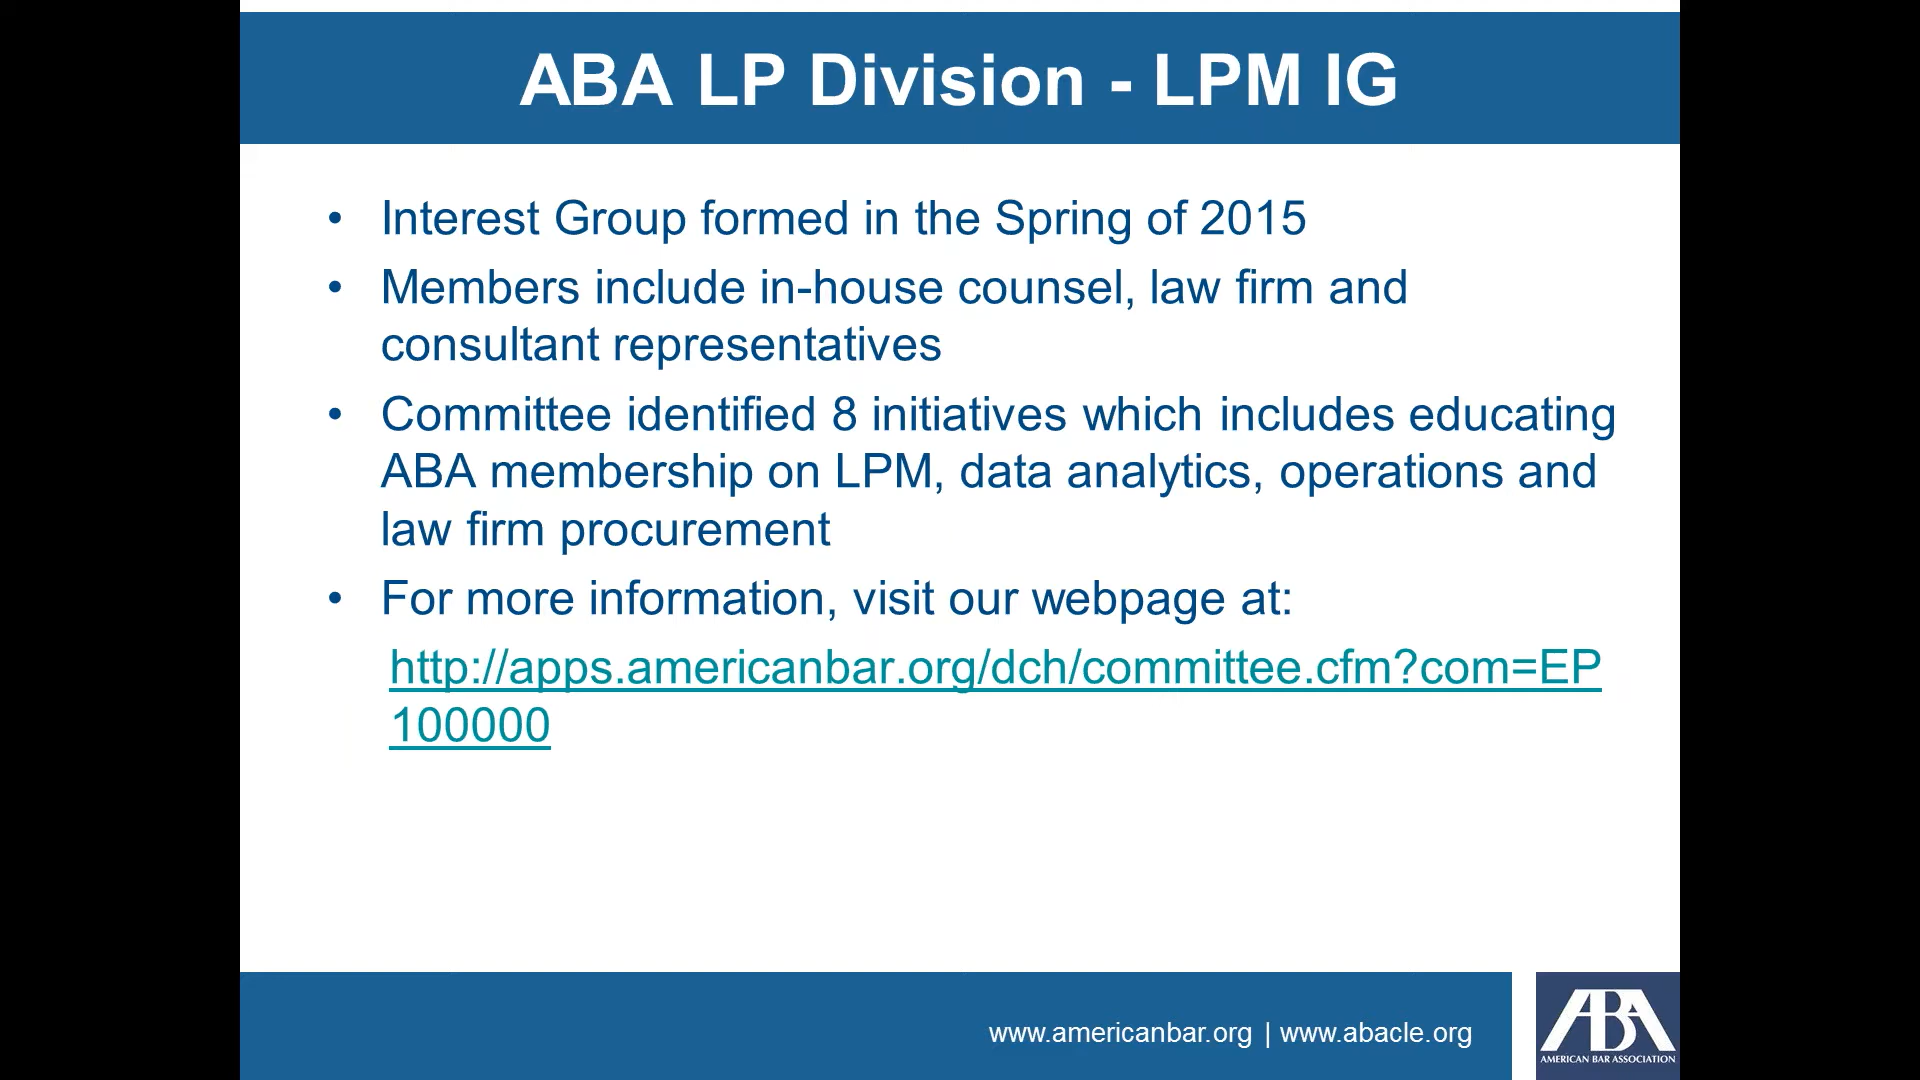 ABA LP Division - LPM IG
• Interest Group formed in the Spring of 2015
• Members include in-house counsel, law firm and
consultant representatives
• Committee identified 8 initiatives which includes educating
ABA membership on LPM, data analytics, operations and
law firm procurement
• For more information, visit our webpage at:
http://apps.americanbar.org/dch/committee.cfm?com=EP
100000
www.americanbar.org | www.abacle.org
ABA
AMERICAN BAR ASSOCIATION